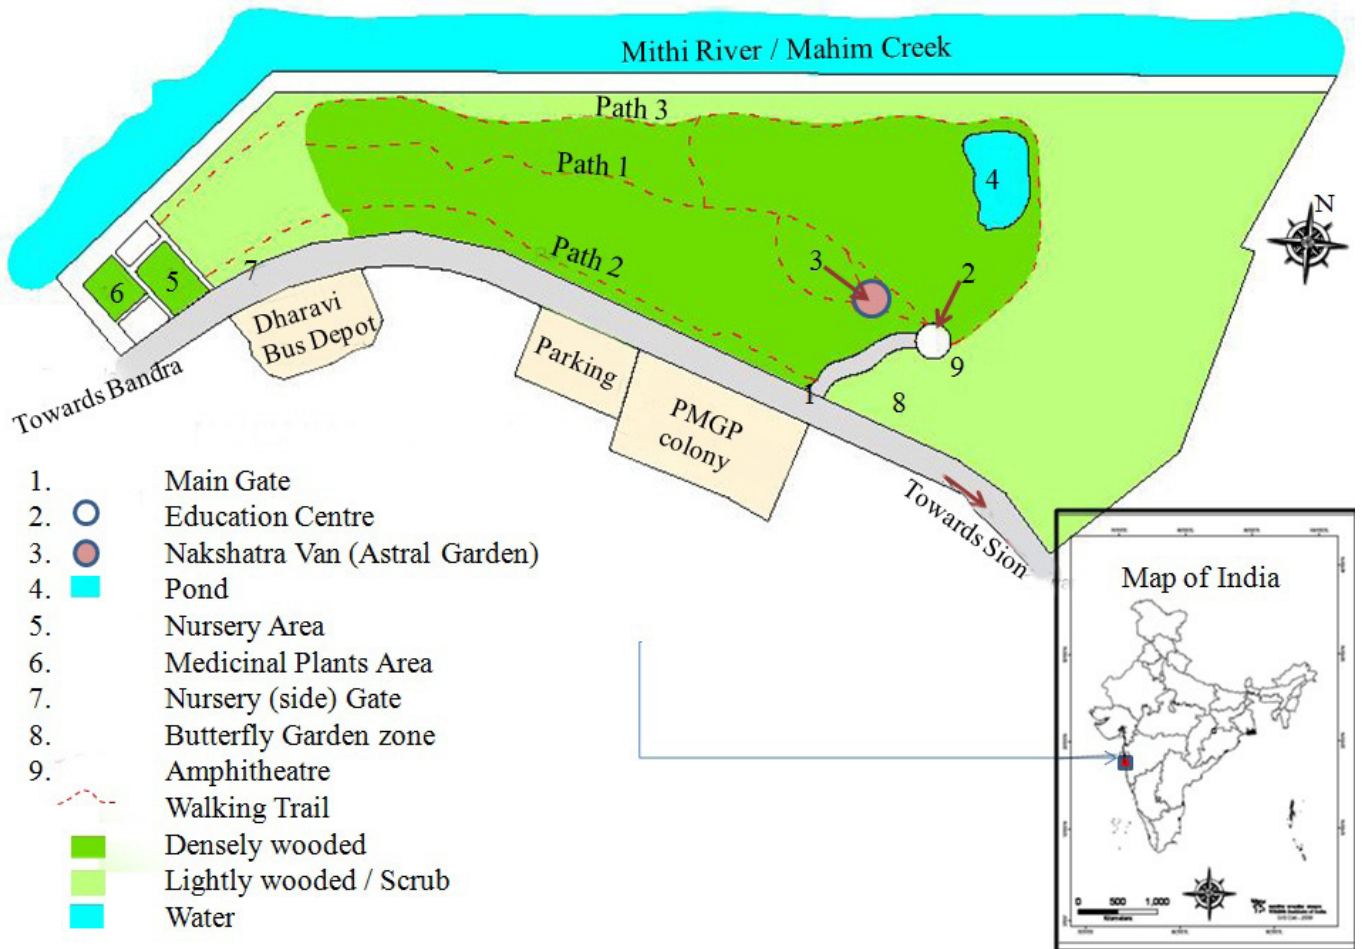 Mithi River / Mahim Creek
Path 3
Path 1
4
N
3
2
Path 2
7
5
6
Dharavi
Bus Depot
Parking
9
1
8
PMGP
colony
Towards Bandra
Towards Sion
1. Main Gate
2. Education Centre
3. Nakshatra Van (Astral Garden)
4. Pond
5. Nursery Area
6. Medicinal Plants Area
7. Nursery (side) Gate
8. Butterfly Garden zone
9. Amphitheatre
Walking Trail
Densely wooded
Lightly wooded / Scrub
Water
Map of India
0 500 1,000
Kilometers